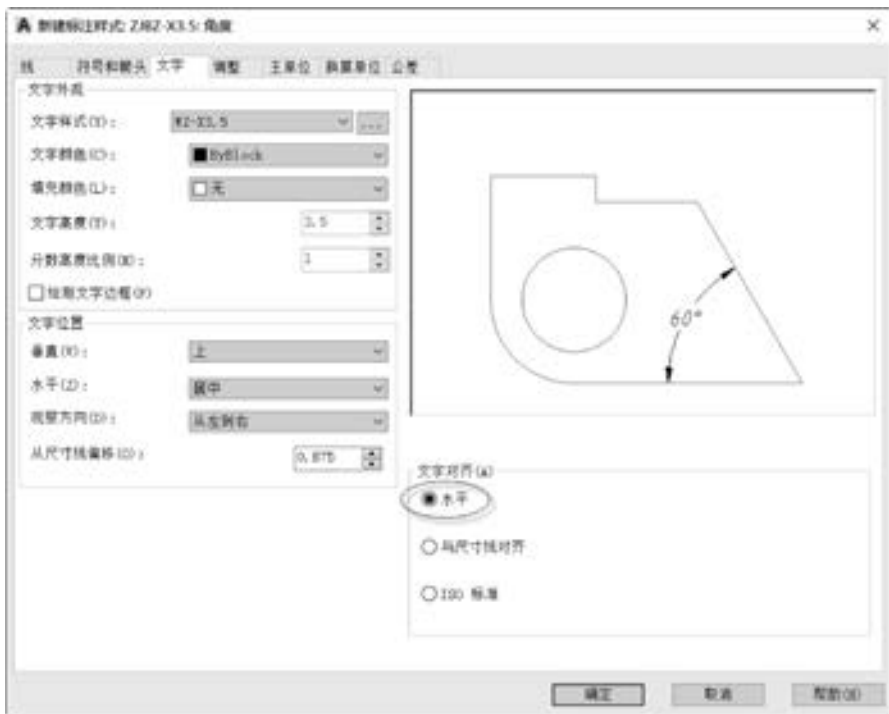 新建标注样式: ZJBZ-X3.5: 角度
线 符号和箭头 文字 调整 主单位 换算单位 公差
文字外观
文字样式(Y): WZ-X3.5 ...
文字颜色(C): ByBlock
填充颜色(L): 无
文字高度(T): 3.5
分数高度比例(H): 1
绘制文字边框(F)
文字位置
垂直(V): 上
水平(Z): 居中
观察方向(D): 从左到右
从尺寸线偏移(O): 0.875
60°
文字对齐(A)
水平
与尺寸线对齐
ISO 标准
确定 取消 帮助(H)